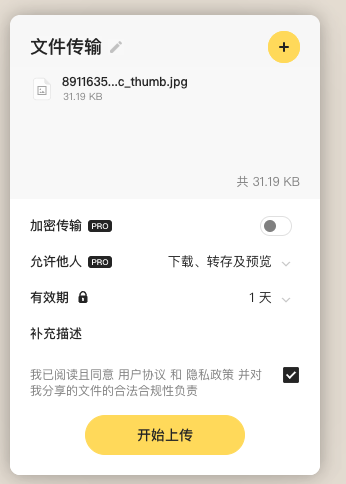 文件传输
8911635...c_thumb.jpg
31.19 KB
共 31.19 KB
加密传输 PRO
允许他人 PRO 下载、转存及预览
有效期 1 天
补充描述
我已阅读且同意 用户协议 和 隐私政策 并对
我分享的文件的合法合规性负责
开始上传